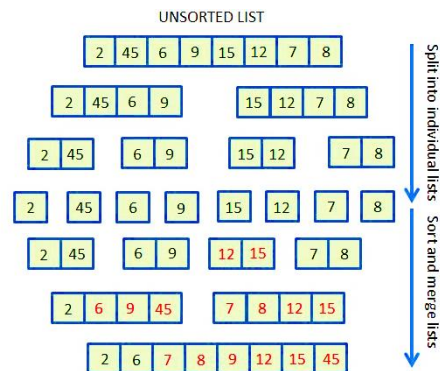 UNSORTED LIST
2 45 6 9 15 12 7 8
2 45 6 9 15 12 7 8
2 45 6 9 15 12 7 8
2 45 6 9 15 12 7 8
2 45 6 9 12 15 7 8
2 6 9 45 7 8 12 15
2 6 7 8 9 12 15 45
Split into individual lists
Sort and merge lists